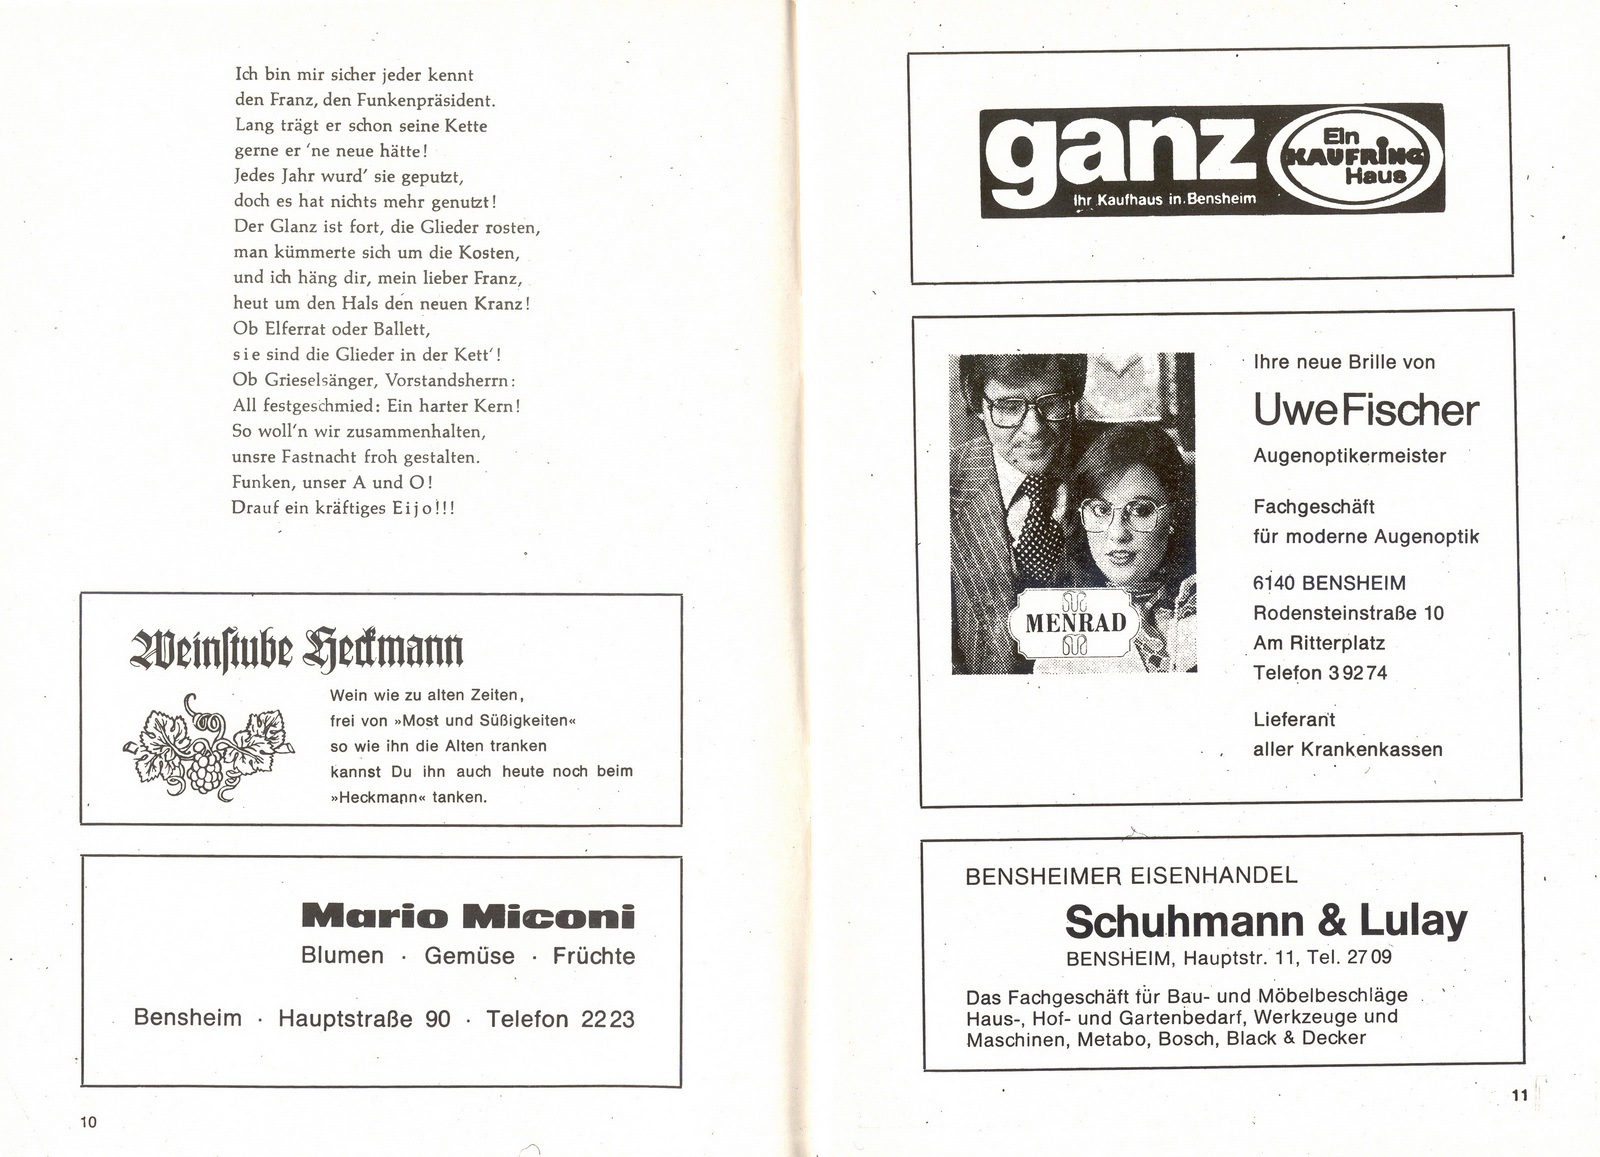 Ich bin mir sicher jeder kennt
den Franz, den Funkenpräsident.
Lang trägt er schon seine Kette
gerne er 'ne neue hätte!
Jedes Jahr wurd' sie geputzt,
doch es hat nichts mehr genutzt!
Der Glanz ist fort, die Glieder rosten,
man kümmerte sich um die Kosten,
und ich häng dir, mein lieber Franz,
heut um den Hals den neuen Kranz!
Ob Elferrat oder Ballett,
sie sind die Glieder in der Kett'!
Ob Grieselsänger, Vorstandsherrn:
All festgeschmied: Ein harter Kern!
So woll'n wir zusammenhalten,
unsre Fastnacht froh gestalten.
Funken, unser A und O!
Drauf ein kräftiges Eijo!!!
Weinstube Heckmann
Wein wie zu alten Zeiten,
frei von »Most und Süßigkeiten«
so wie ihn die Alten tranken
kannst Du ihn auch heute noch beim
»Heckmann« tanken.
Mario Miconi
Blumen · Gemüse · Früchte
Bensheim · Hauptstraße 90 · Telefon 22 23
10
ganz
Ihr Kaufhaus in Bensheim
Ein
KAUFRING
Haus
MENRAD
Ihre neue Brille von
Uwe Fischer
Augenoptikermeister
Fachgeschäft
für moderne Augenoptik
6140 BENSHEIM
Rodensteinstraße 10
Am Ritterplatz
Telefon 3 92 74
Lieferant
aller Krankenkassen
BENSHEIMER EISENHANDEL
Schuhmann & Lulay
BENSHEIM, Hauptstr. 11, Tel. 27 09
Das Fachgeschäft für Bau- und Möbelbeschläge
Haus-, Hof- und Gartenbedarf, Werkzeuge und
Maschinen, Metabo, Bosch, Black & Decker
11